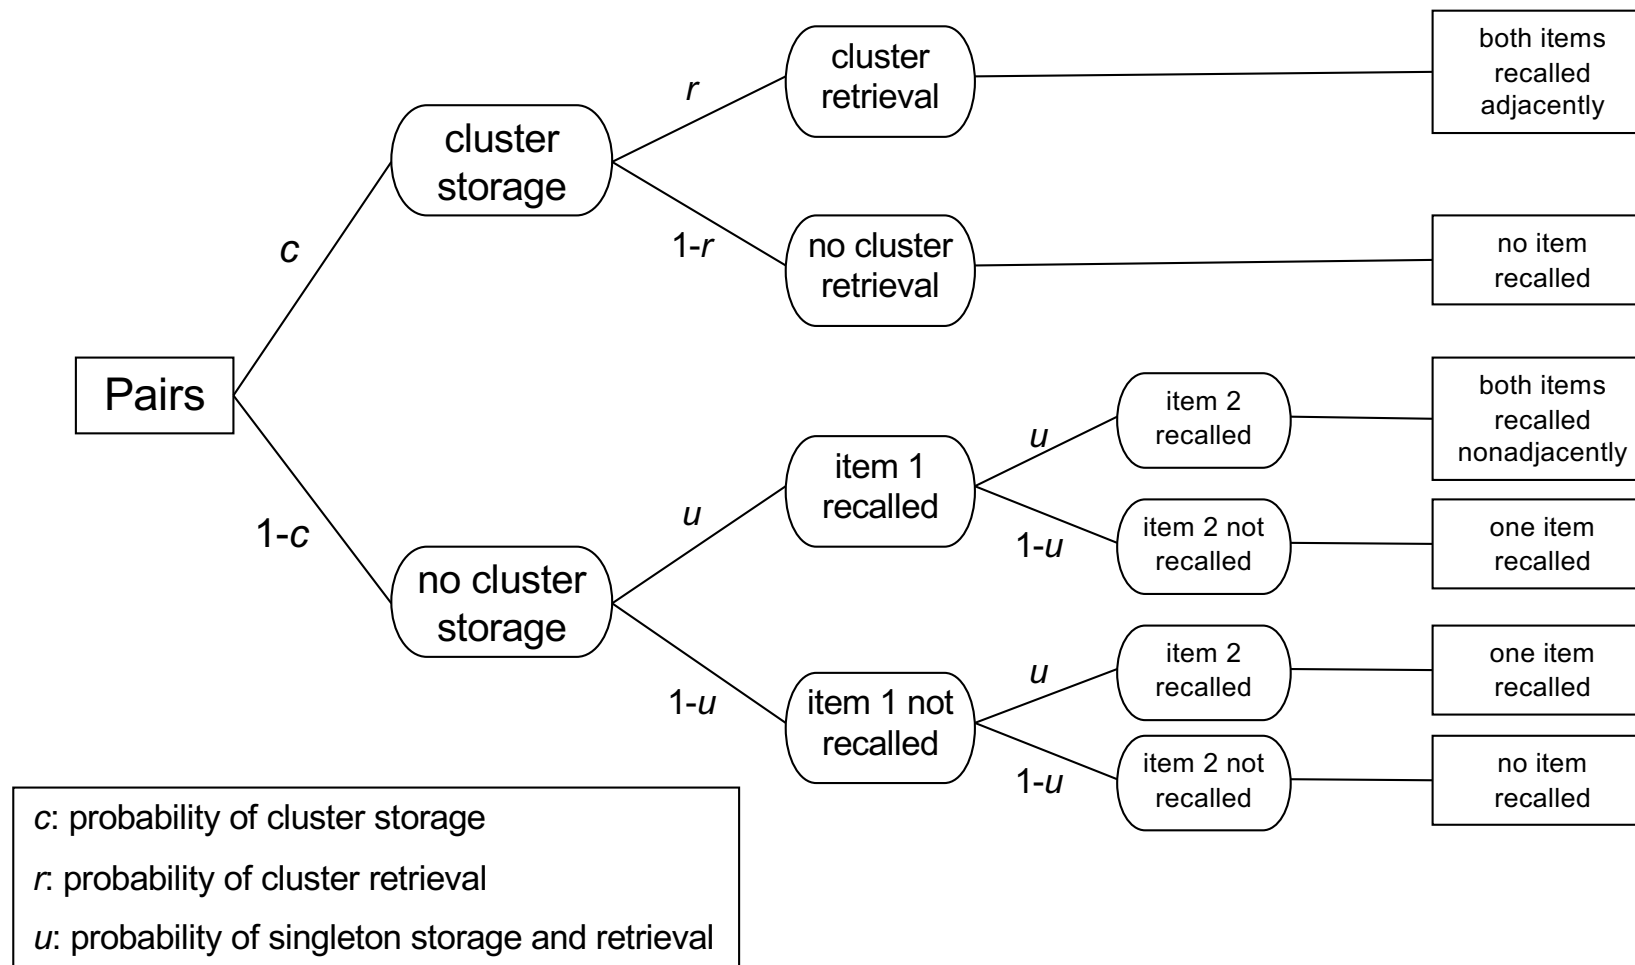 Pairs
c
1-c
cluster
storage
no cluster
storage
r
1-r
u
1-u
cluster
retrieval
no cluster
retrieval
item 1
recalled
item 1 not
recalled
u
1-u
u
1-u
item 2
recalled
item 2 not
recalled
item 2
recalled
item 2 not
recalled
both items
recalled
adjacently
no item
recalled
both items
recalled
nonadjacently
one item
recalled
one item
recalled
no item
recalled
c: probability of cluster storage
r: probability of cluster retrieval
u: probability of singleton storage and retrieval